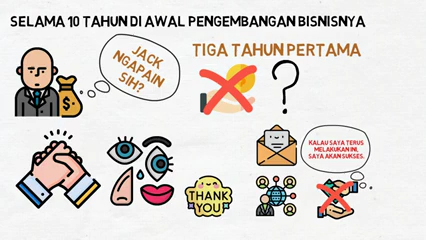 SELAMA 10 TAHUN DI AWAL PENGEMBANGAN BISNISNYA
TIGA TAHUN PERTAMA
JACK
NGAPAIN
SIH?
?
$
THANK
YOU
KALAU SAYA TERUS
MELAKUKAN INI,
SAYA AKAN SUKSES.